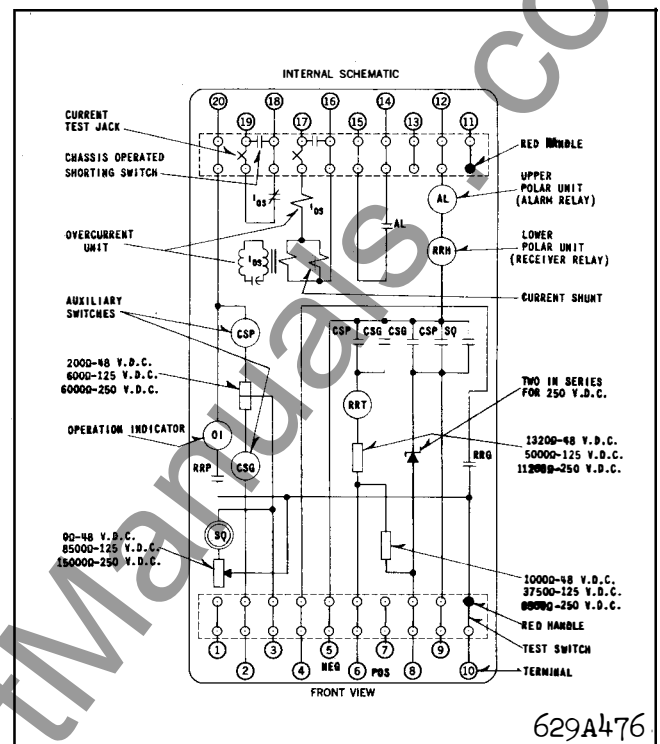 INTERNAL SCHEMATIC
20
19
18
17
16
15
14
13
12
11
CURRENT
TEST JACK
CHASSIS OPERATED
SHORTING SWITCH
RED HANDLE
UPPER
POLAR UNIT
(ALARM RELAY)
AL
IOS
IOS
AL
OVERCURRENT
UNIT
IOS
RRH
LOWER
POLAR UNIT
(RECEIVER RELAY)
CURRENT SHUNT
AUXILIARY
SWITCHES
CSP
CSP
CSG
CSG
CSP
SQ
200Ω-48 V.D.C.
600Ω-125 V.D.C.
6000Ω-250 V.D.C.
TWO IN SERIES
FOR 250 V.D.C.
RRT
OPERATION INDICATOR
OI
CSG
RRP
RRG
1320Ω-48 V.D.C.
5000Ω-125 V.D.C.
-250 V.D.C.
SQ
0Ω-48 V.D.C.
8500Ω-125 V.D.C.
15000Ω-250 V.D.C.
1000Ω-48 V.D.C.
3750Ω-125 V.D.C.
-250 V.D.C.
RED HANDLE
TEST SWITCH
TERMINAL
1
2
3
4
5
NEG
6
POS
7
8
9
10
FRONT VIEW
629A476